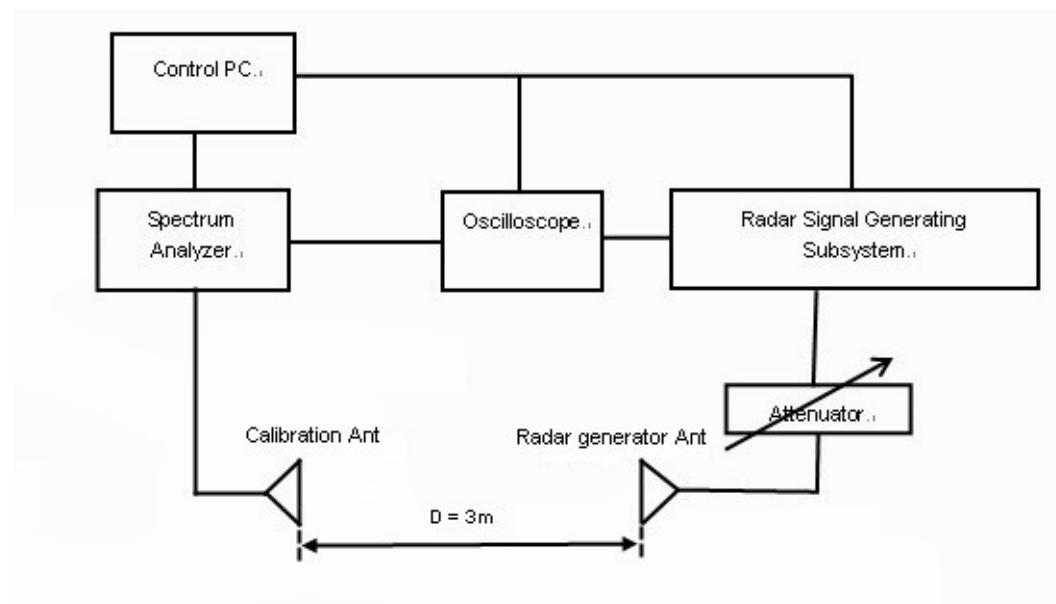 Control PC
Spectrum
Analyzer
Oscilloscope
Radar Signal Generating
Subsystem
Attenuator
Calibration Ant
Radar generator Ant
D = 3m